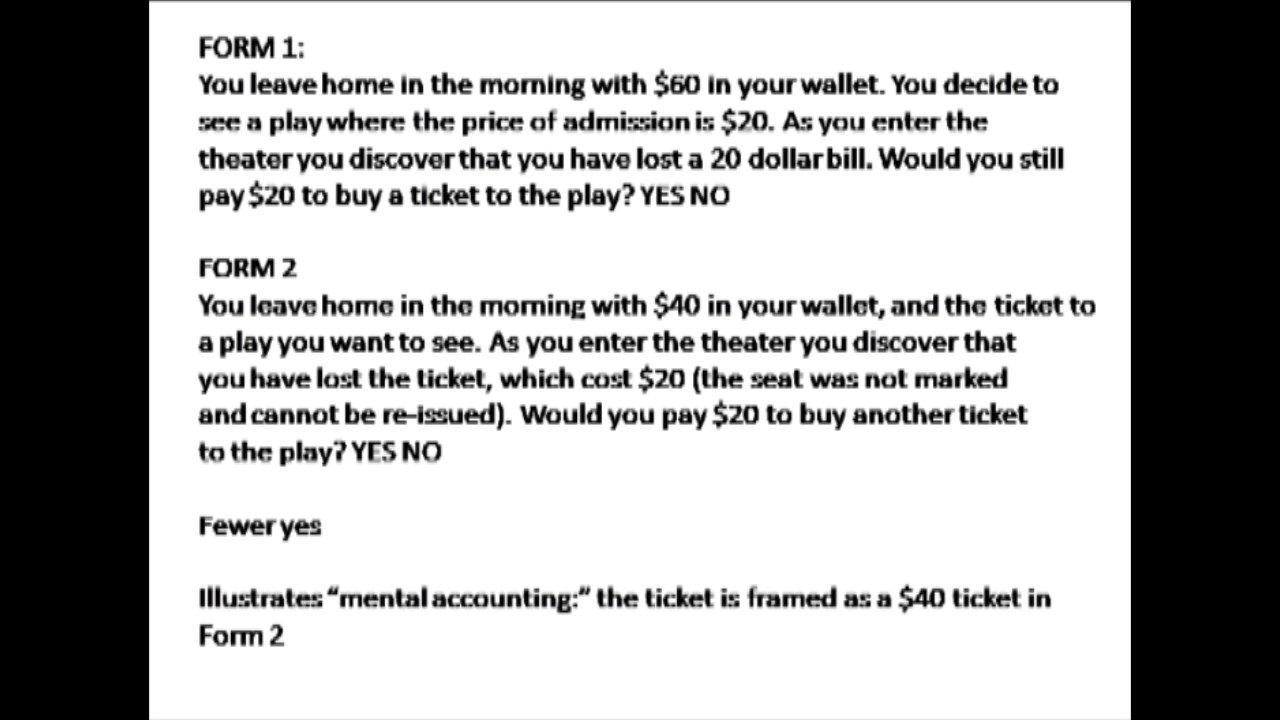 FORM 1:
You leave home in the morning with $60 in your wallet. You decide to
see a play where the price of admission is $20. As you enter the
theater you discover that you have lost a 20 dollar bill. Would you still
pay $20 to buy a ticket to the play? YES NO
FORM 2
You leave home in the morning with $40 in your wallet, and the ticket to
a play you want to see. As you enter the theater you discover that
you have lost the ticket, which cost $20 (the seat was not marked
and cannot be re-issued). Would you pay $20 to buy another ticket
to the play? YES NO
Fewer yes
Illustrates “mental accounting:” the ticket is framed as a $40 ticket in
Form 2